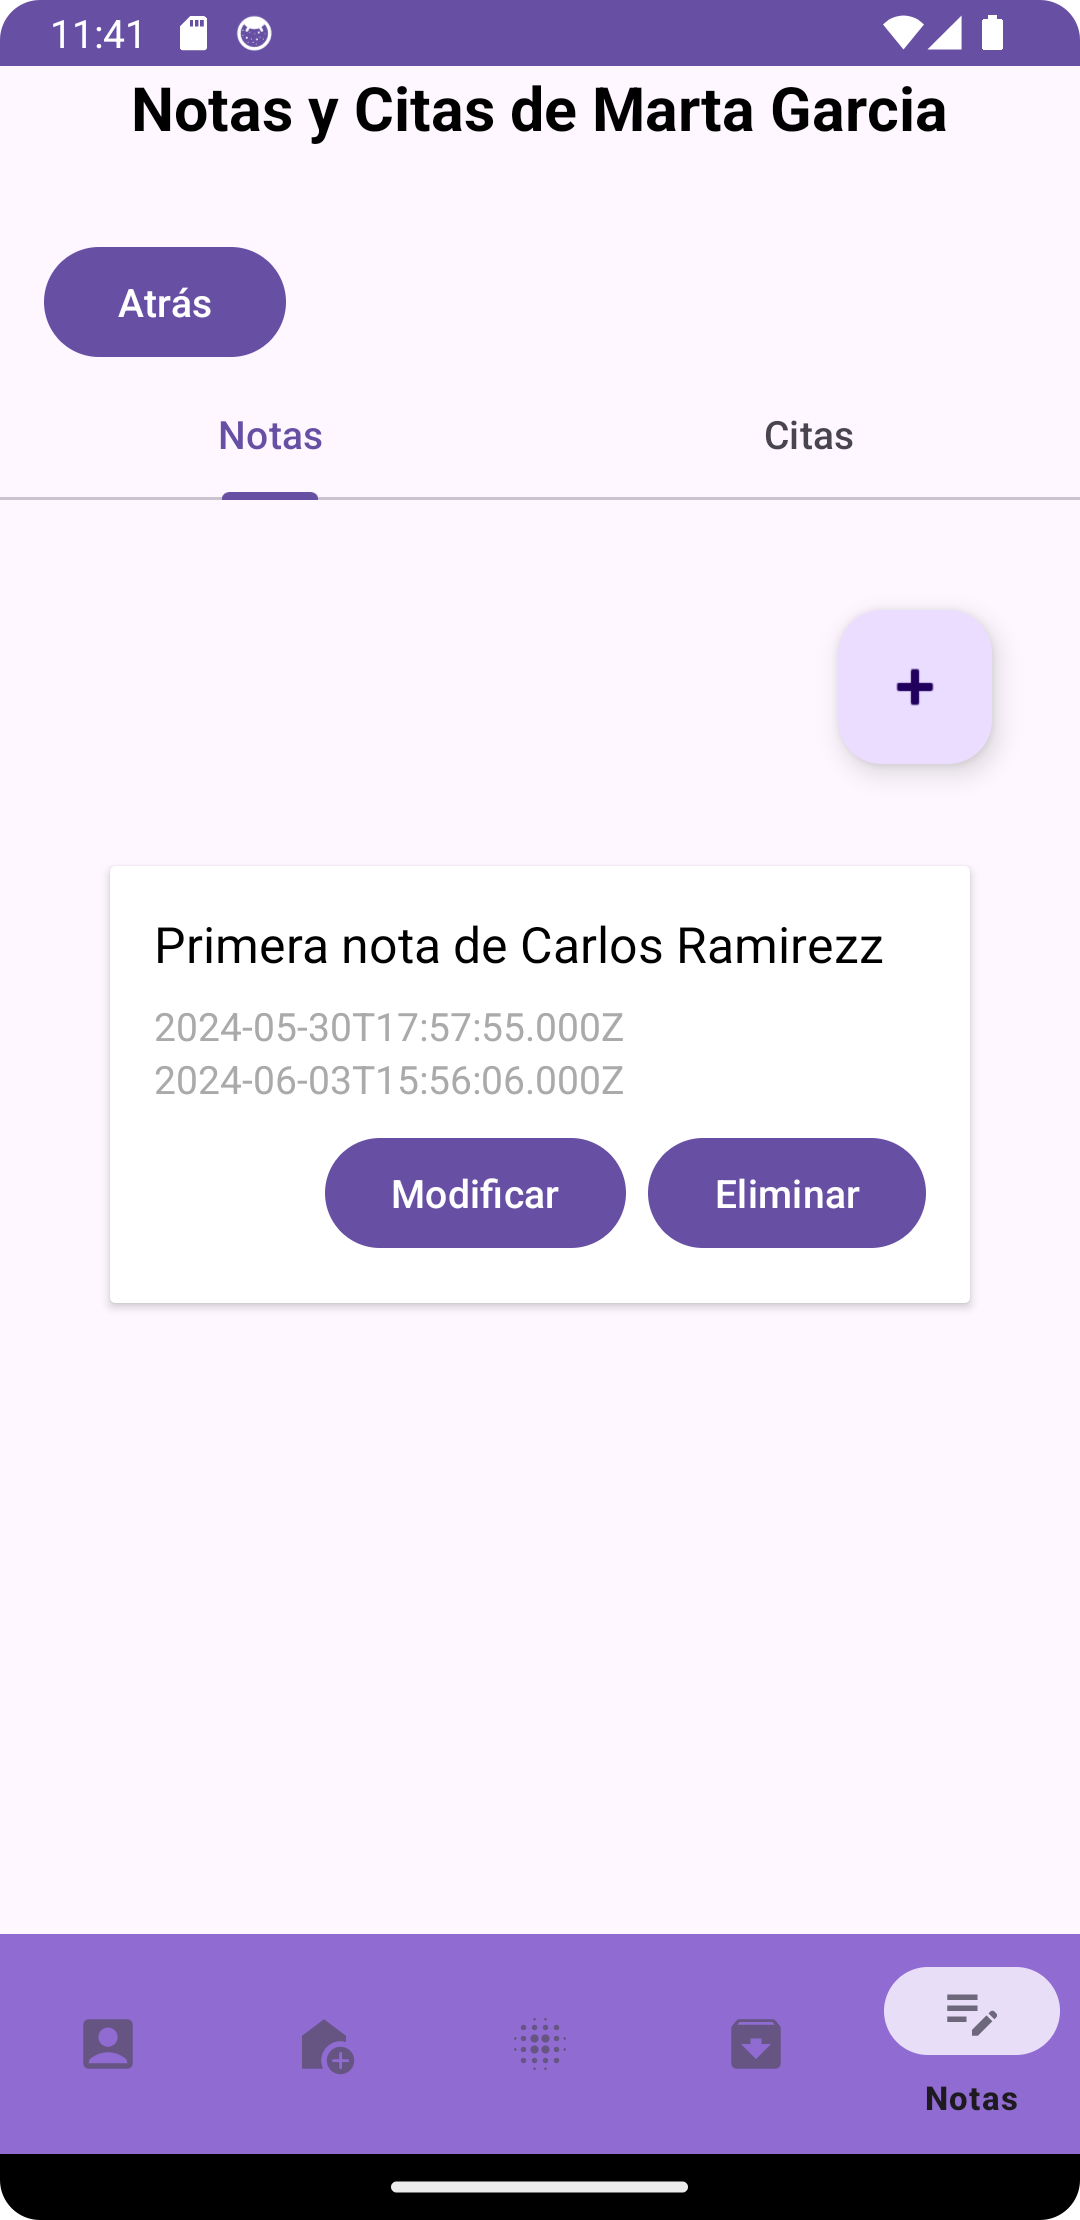 11:41
Notas y Citas de Marta Garcia
Atrás
Notas Citas
+
Primera nota de Carlos Ramirezz
2024-05-30T17:57:55.000Z
2024-06-03T15:56:06.000Z
Modificar Eliminar
Notas